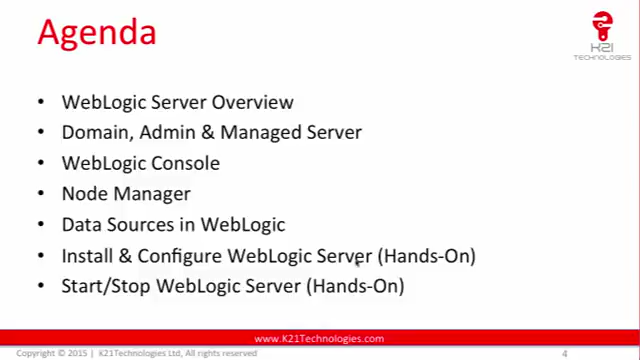 Agenda
K21
TECHNOLOGIES
• WebLogic Server Overview
• Domain, Admin & Managed Server
• WebLogic Console
• Node Manager
• Data Sources in WebLogic
• Install & Configure WebLogic Server (Hands-On)
• Start/Stop WebLogic Server (Hands-On)
www.K21Technologies.com
Copyright © 2015 | K21Technologies Ltd, All rights reserved
4